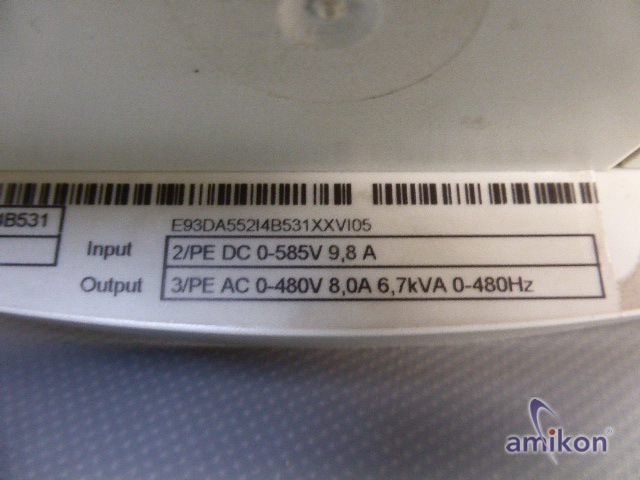 4B531
E93DA552I4B531XXVI05
Input 2/PE DC 0-585V 9,8 A
Output 3/PE AC 0-480V 8,0A 6,7kVA 0-480Hz
amikon®